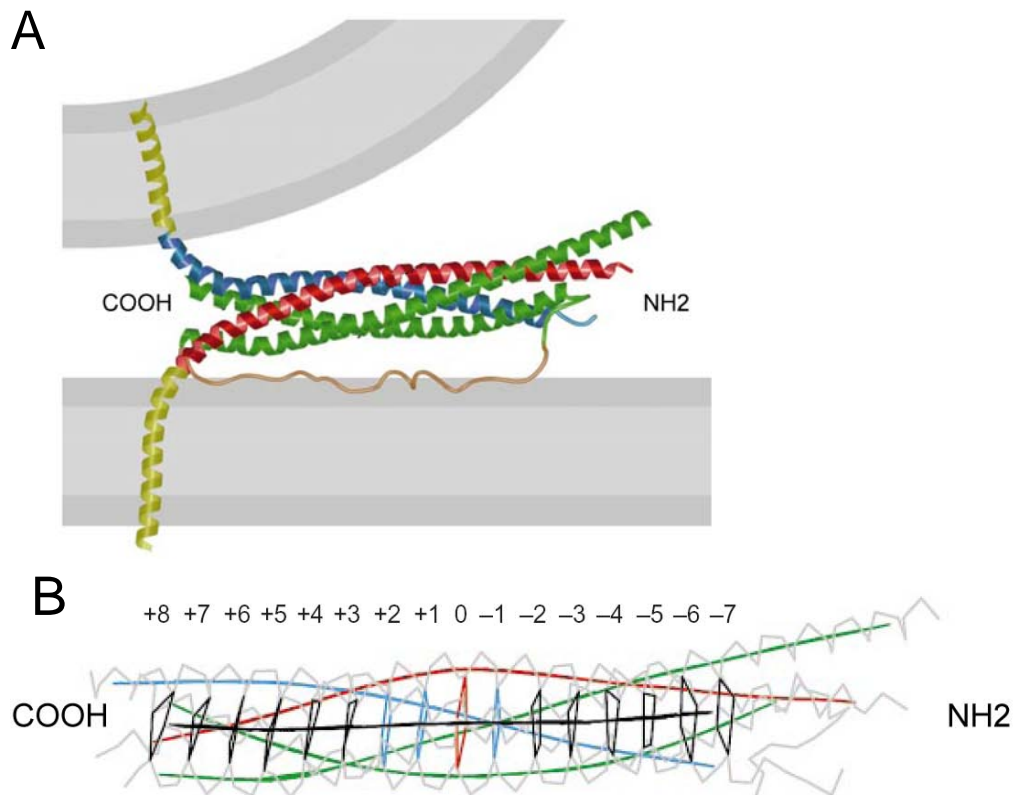 A
COOH NH2
B
+8 +7 +6 +5 +4 +3 +2 +1 0 –1 –2 –3 –4 –5 –6 –7
COOH NH2